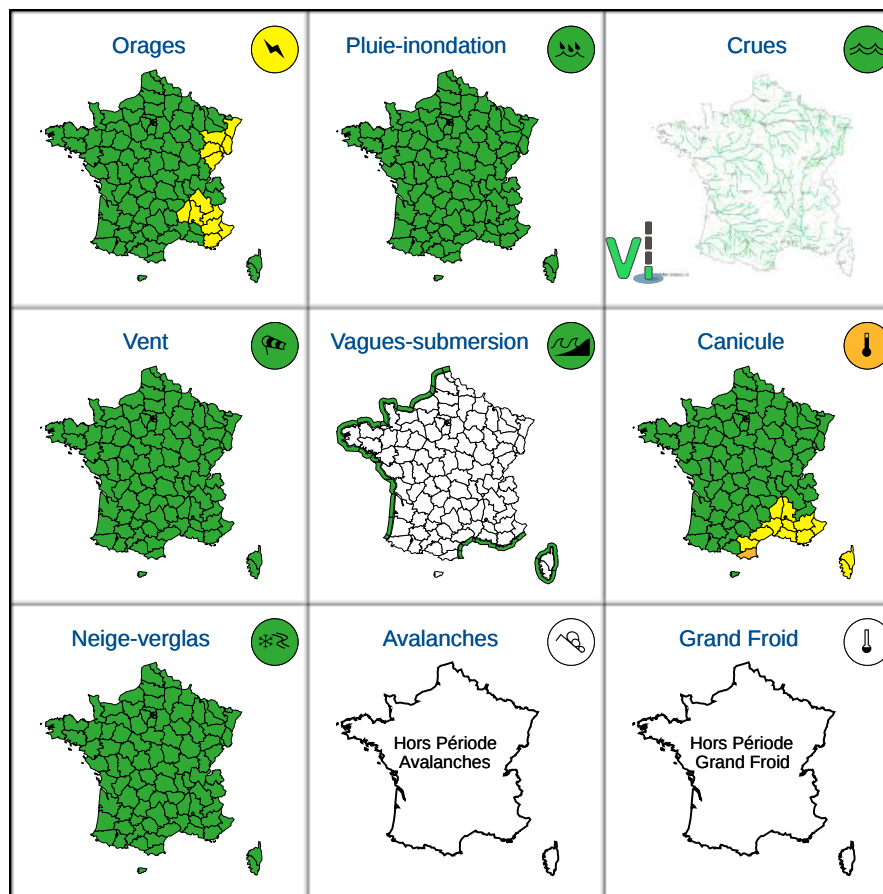 Orages
Pluie-inondation
Crues
Vent
Vagues-submersion
Canicule
Neige-verglas
Avalanches
Hors Période
Avalanches
Grand Froid
Hors Période
Grand Froid